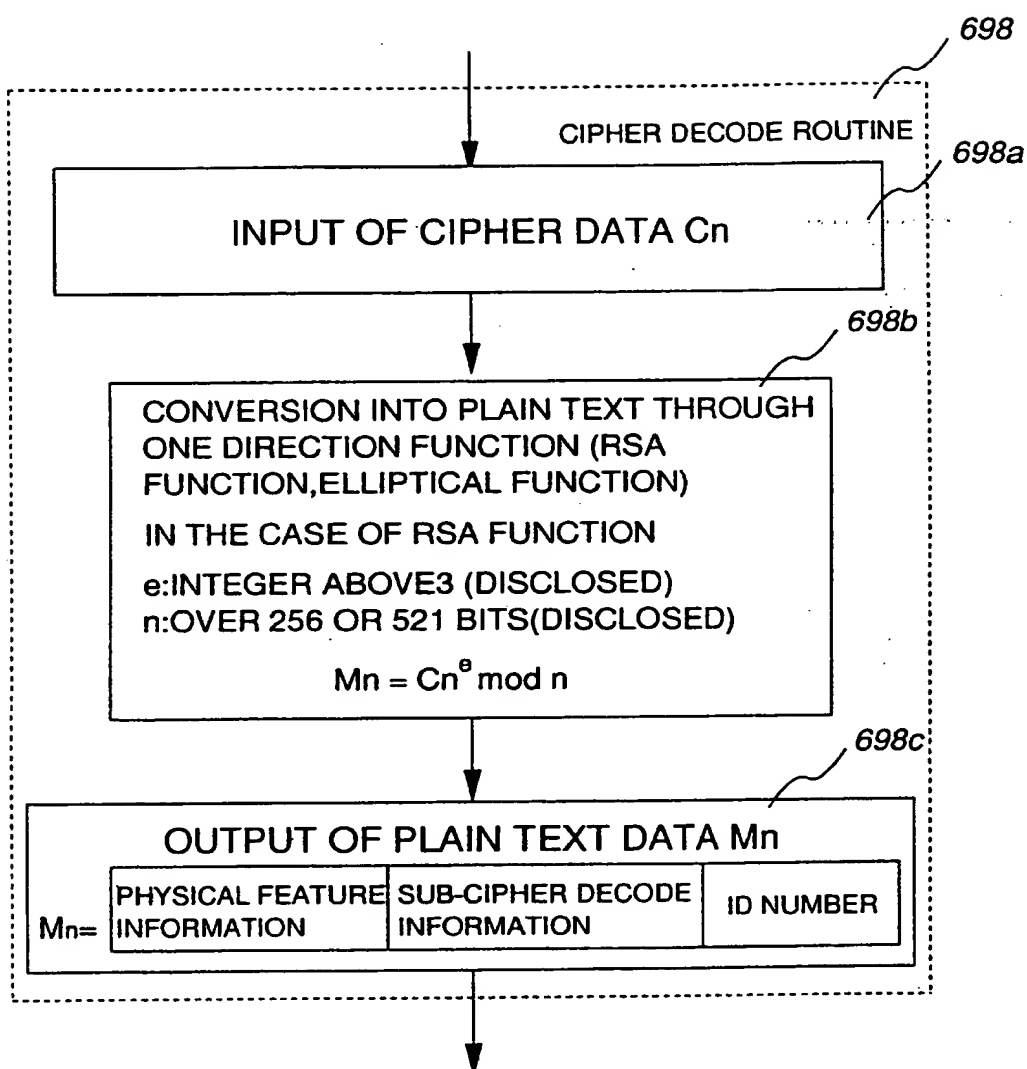 698
CIPHER DECODE ROUTINE
698a
INPUT OF CIPHER DATA Cn
698b
CONVERSION INTO PLAIN TEXT THROUGH
ONE DIRECTION FUNCTION (RSA
FUNCTION,ELLIPTICAL FUNCTION)
IN THE CASE OF RSA FUNCTION
e:INTEGER ABOVE3 (DISCLOSED)
n:OVER 256 OR 521 BITS(DISCLOSED)
Mn = Cn^e mod n
698c
OUTPUT OF PLAIN TEXT DATA Mn
Mn=
PHYSICAL FEATURE
INFORMATION
SUB-CIPHER DECODE
INFORMATION
ID NUMBER